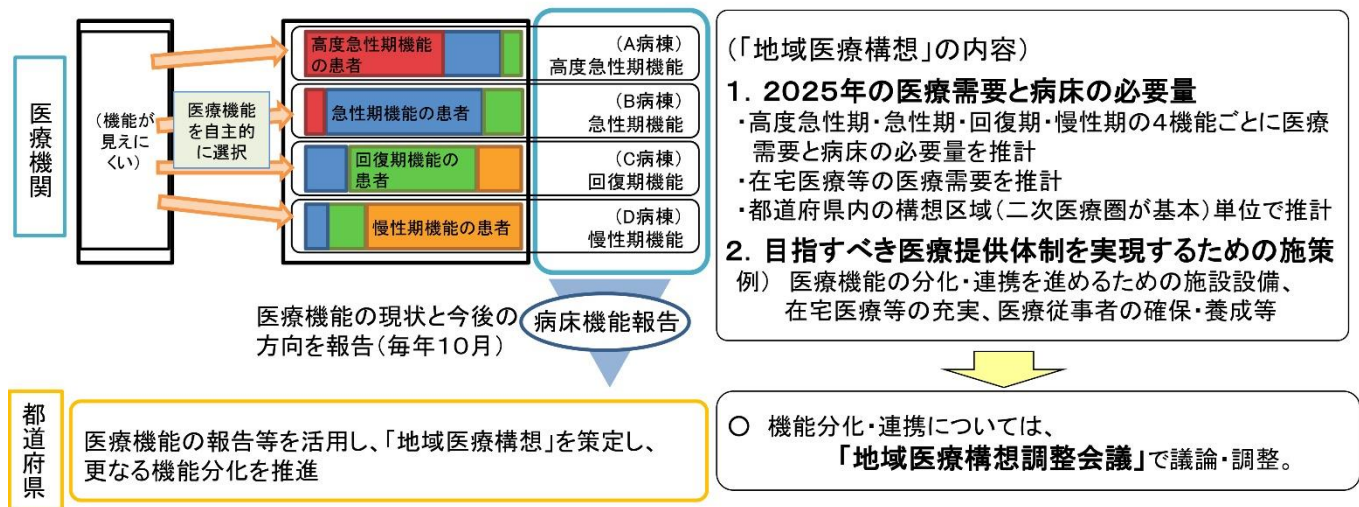 医療機関
(機能が
見えに
くい)
医療機能
を自主的
に選択
高度急性期機能
の患者
(A病棟)
高度急性期機能
急性期機能の患者
(B病棟)
急性期機能
回復期機能の
患者
(C病棟)
回復期機能
慢性期機能の患者
(D病棟)
慢性期機能
医療機能の現状と今後の
方向を報告(毎年10月)
病床機能報告
都道府県
医療機能の報告等を活用し、「地域医療構想」を策定し、
更なる機能分化を推進
(「地域医療構想」の内容)
1. 2025年の医療需要と病床の必要量
・高度急性期・急性期・回復期・慢性期の4機能ごとに医療
需要と病床の必要量を推計
・在宅医療等の医療需要を推計
・都道府県内の構想区域(二次医療圏が基本)単位で推計
2. 目指すべき医療提供体制を実現するための施策
例) 医療機能の分化・連携を進めるための施設設備、
在宅医療等の充実、医療従事者の確保・養成等
○ 機能分化・連携については、
「地域医療構想調整会議」で議論・調整。